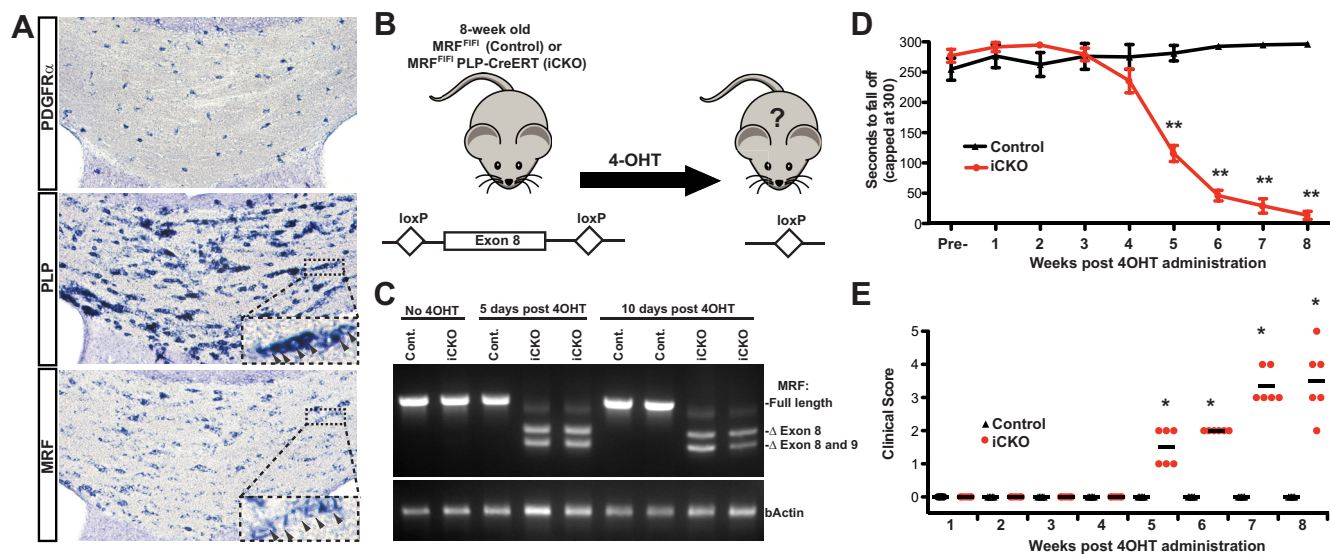 A
PDGFRα
PLP
MRF
B
8-week old
MRF^FlFl (Control) or
MRF^FlFl PLP-CreERT (iCKO)
?
4-OHT
loxP
Exon 8
loxP
loxP
C
No 4OHT
5 days post 4OHT
10 days post 4OHT
Cont.
iCKO
Cont.
iCKO
iCKO
Cont.
Cont.
iCKO
iCKO
MRF:
-Full length
-Δ Exon 8
-Δ Exon 8 and 9
bActin
D
Seconds to fall off
(capped at 300)
300
250
200
150
100
50
0
Control
iCKO
**
**
**
**
Pre- 1 2 3 4 5 6 7 8
Weeks post 4OHT administration
E
Clinical Score
5
4
3
2
1
0
Control
iCKO
*
*
*
*
1 2 3 4 5 6 7 8
Weeks post 4OHT administration